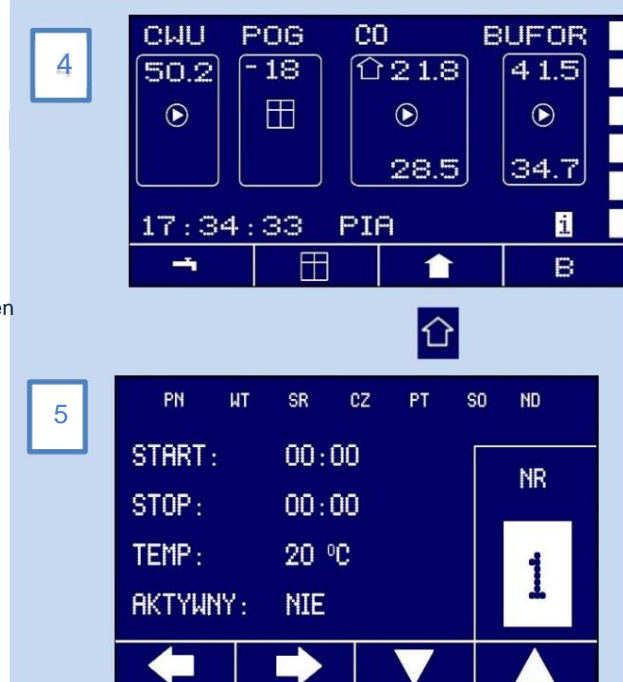 4
CWU POG CO BUFOR
50.2 -18 21.8 41.5
28.5 34.7
17:34:33 PIA i
B
en
5
PN WT SR CZ PT SO ND
START: 00:00
NR
STOP: 00:00
TEMP: 20 ºC
1
AKTYWNY: NIE